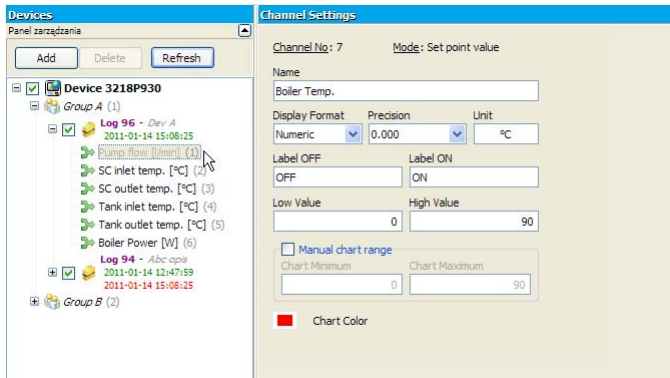 Devices
Panel zarządzania
Add Delete Refresh
Device 3218P930
Group A (1)
Log 96 - Dev A
2011-01-14 15:08:25
Pump flow [l/min] (1)
SC inlet temp. [°C] (2)
SC outlet temp. [°C] (3)
Tank inlet temp. [°C] (4)
Tank outlet temp. [°C] (5)
Boiler Power [W] (6)
Log 94 - Abc opis
2011-01-14 12:47:59
2011-01-14 15:08:25
Group B (2)
Channel Settings
Channel No: 7 Mode: Set point value
Name
Boiler Temp.
Display Format Precision Unit
Numeric 0.000 °C
Label OFF Label ON
OFF ON
Low Value High Value
0 90
Manual chart range
Chart Minimum Chart Maximum
0 90
Chart Color